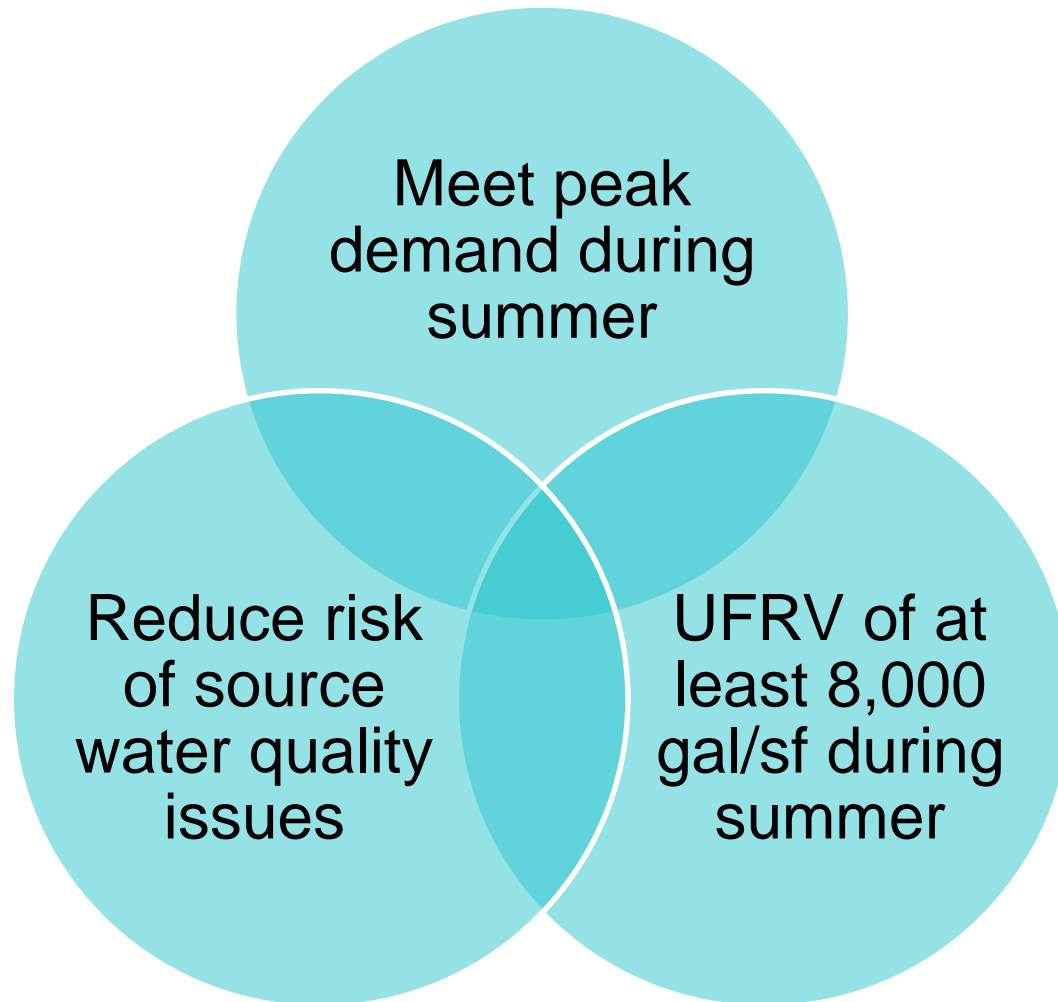 Meet peak
demand during
summer
Reduce risk
of source
water quality
issues
UFRV of at
least 8,000
gal/sf during
summer